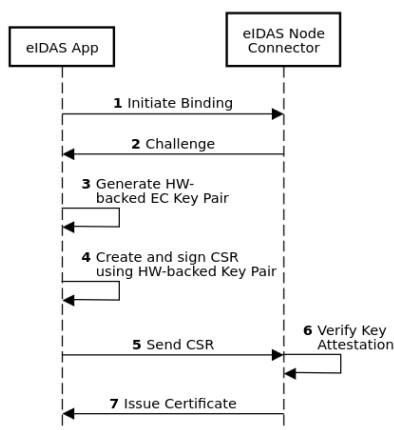 eIDAS App
eIDAS Node
Connector
1 Initiate Binding
2 Challenge
3 Generate HW-
backed EC Key Pair
4 Create and sign CSR
using HW-backed Key Pair
5 Send CSR
6 Verify Key
Attestation
7 Issue Certificate